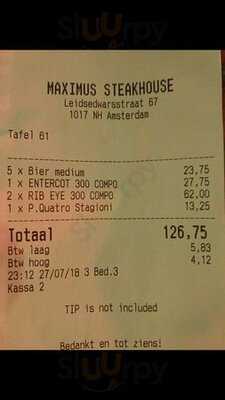 MAXIMUS STEAKHOUSE
Leidsedwarsstraat 67
1017 NH Amsterdam
Tafel 61
5 x Bier medium 23,75
1 x ENTERCOT 300 COMPO 27,75
2 x RIB EYE 300 COMPO 62,00
1 x P.Quatro Stagioni 13,25
Totaal 126,75
Btw laag 5,83
Btw hoog 4,12
23:12 27/07/18 3 Bed.3
Kassa 2
TIP is not included
Bedankt en tot ziens!